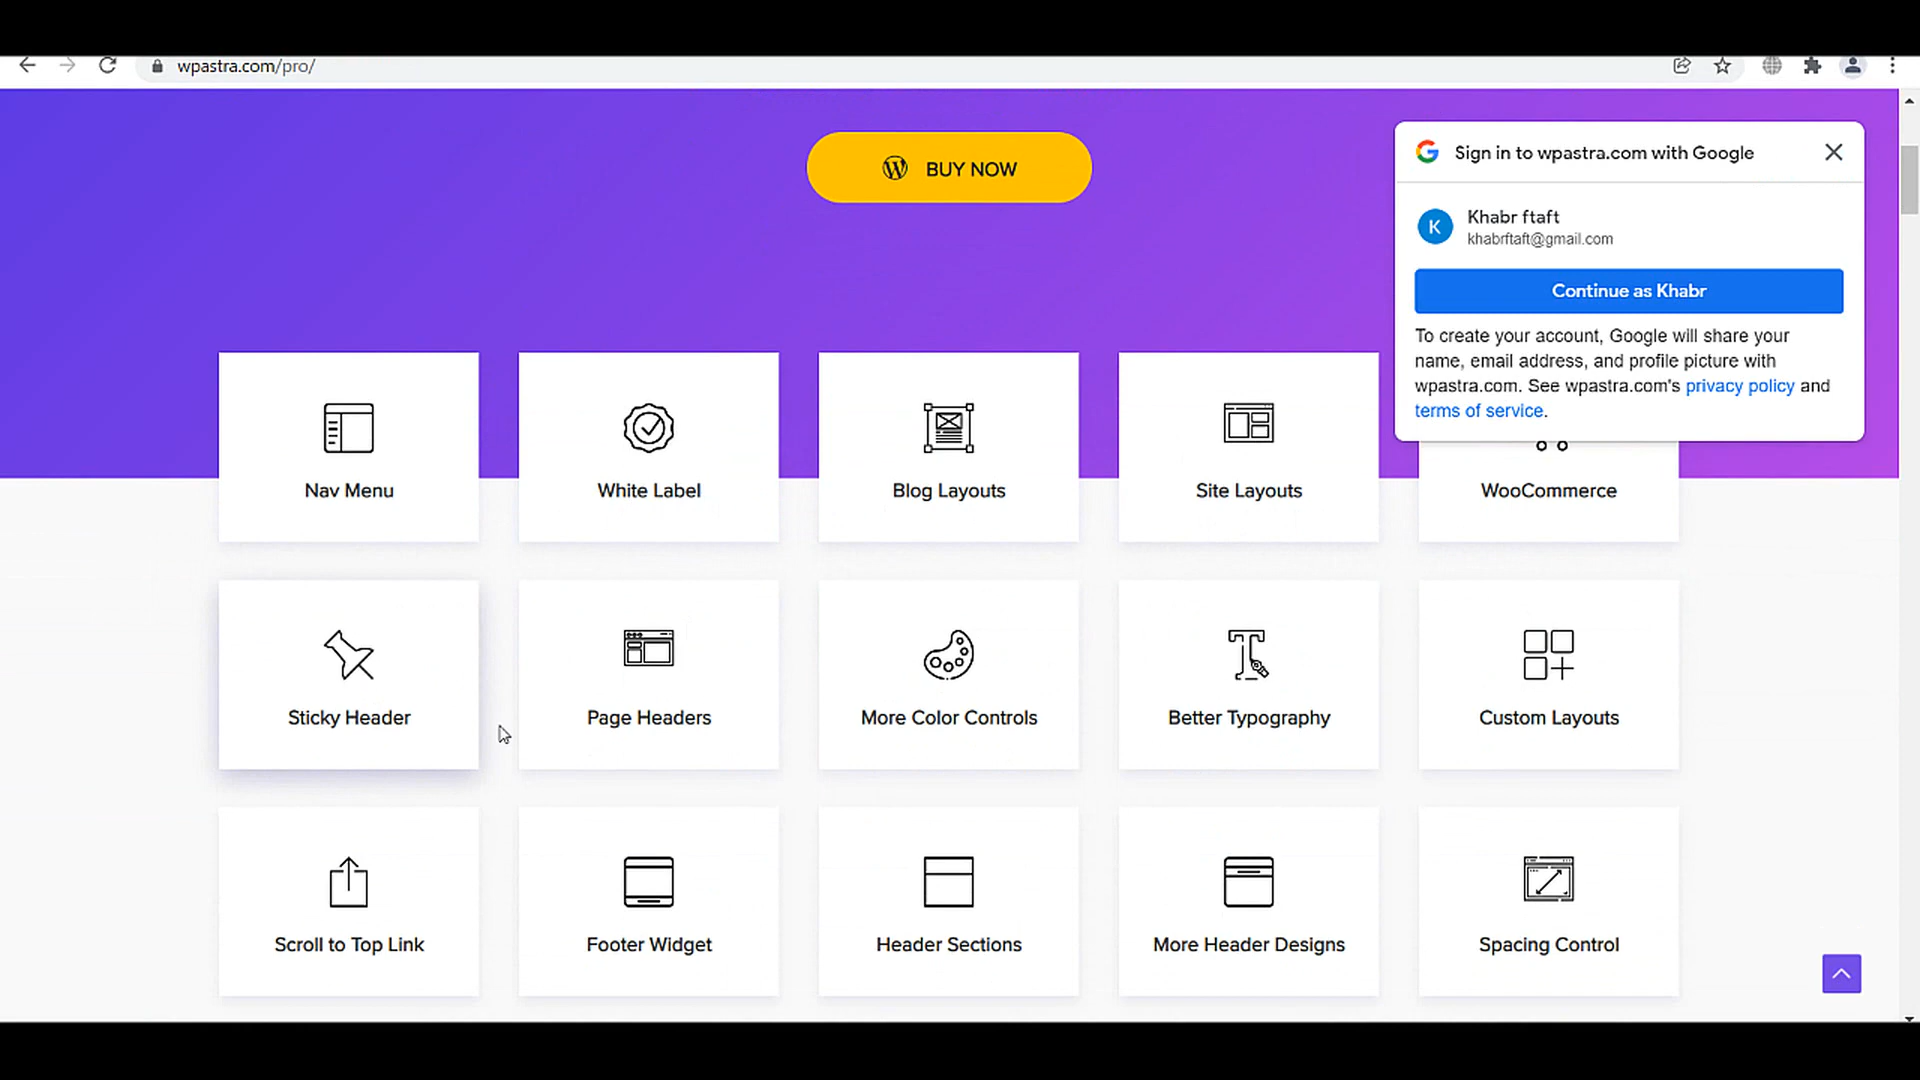 wpastra.com/pro/
BUY NOW
Sign in to wpastra.com with Google
K
Khabr ftaft
khabrftaft@gmail.com
Continue as Khabr
To create your account, Google will share your
name, email address, and profile picture with
wpastra.com. See wpastra.com's privacy policy and
terms of service.
Nav Menu
White Label
Blog Layouts
Site Layouts
WooCommerce
Sticky Header
Page Headers
More Color Controls
Better Typography
Custom Layouts
Scroll to Top Link
Footer Widget
Header Sections
More Header Designs
Spacing Control